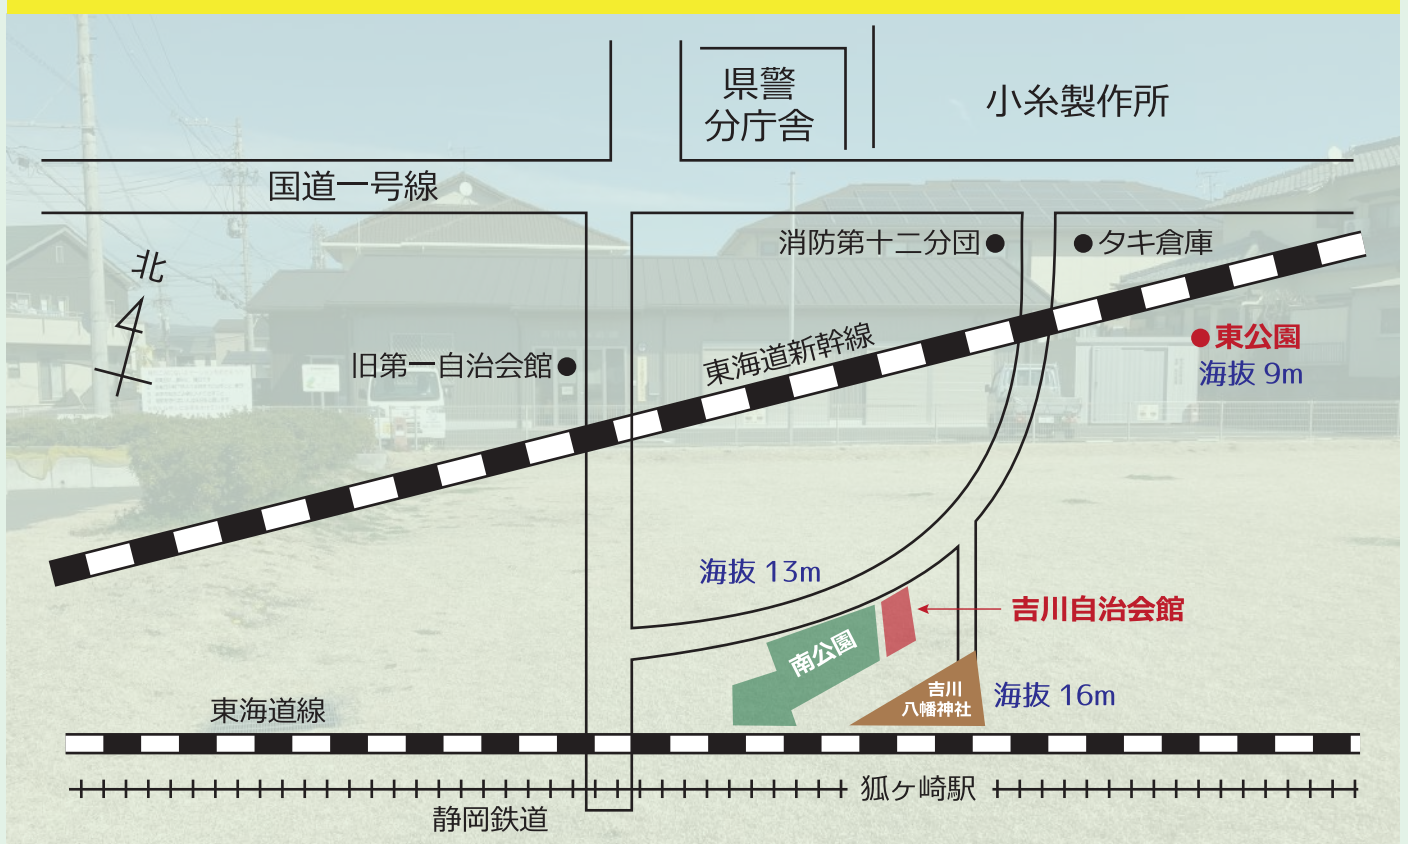 県警
分庁舎
小糸製作所
国道一号線
消防第十二分団
タキ倉庫
北
東公園
海抜 9m
旧第一自治会館
東海道新幹線
海抜 13m
吉川自治会館
南公園
吉川
八幡神社
海抜 16m
東海道線
狐ヶ崎駅
静岡鉄道